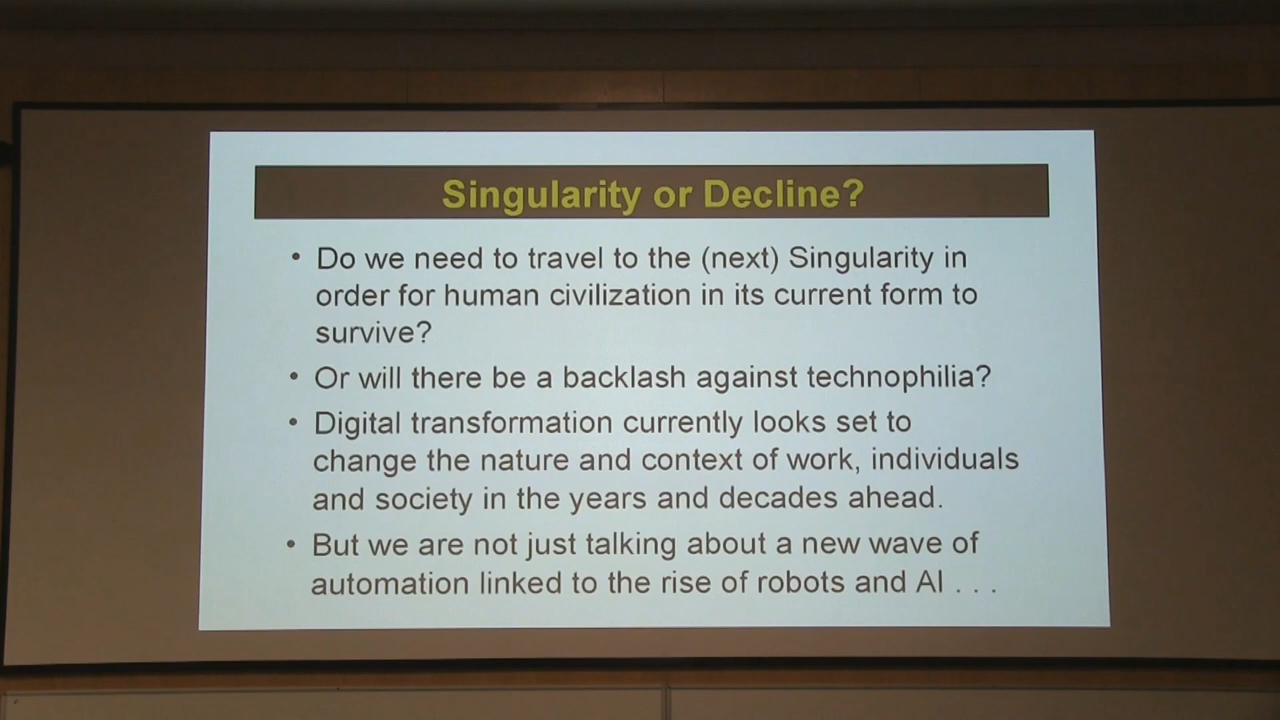 Singularity or Decline?
• Do we need to travel to the (next) Singularity in
order for human civilization in its current form to
survive?
• Or will there be a backlash against technophilia?
• Digital transformation currently looks set to
change the nature and context of work, individuals
and society in the years and decades ahead.
• But we are not just talking about a new wave of
automation linked to the rise of robots and AI . . .